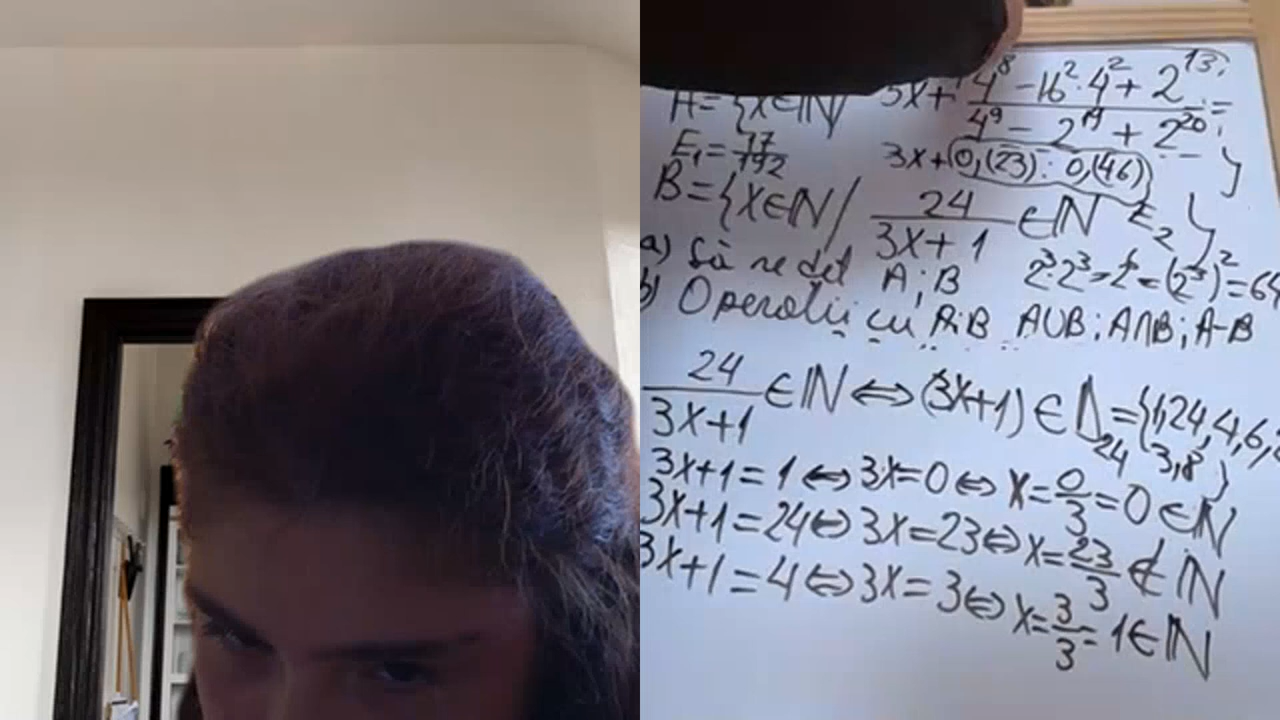 A={x∈ℕ/ 3x+ (4⁸-16²·4²+2¹³)/(4⁹-2¹⁹+2²⁰) =
E₁=17/192 3x+0,(23):0,(46) }
B={x∈ℕ/ 24/(3x+1) ∈ℕ E₂ }
a) Să se det A;B 2³·2³=2⁶=(2³)²=64
b) Operații cu A;B A∪B;A∩B;A-B
24/(3x+1) ∈ℕ⇔(3x+1)∈D₂₄={1,24,4,6, 3,8}
3x+1=1⇔3x=0⇔x=0/3=0∈ℕ
3x+1=24⇔3x=23⇔x=23/3∉ℕ
3x+1=4⇔3x=3⇔x=3/3=1∈ℕ